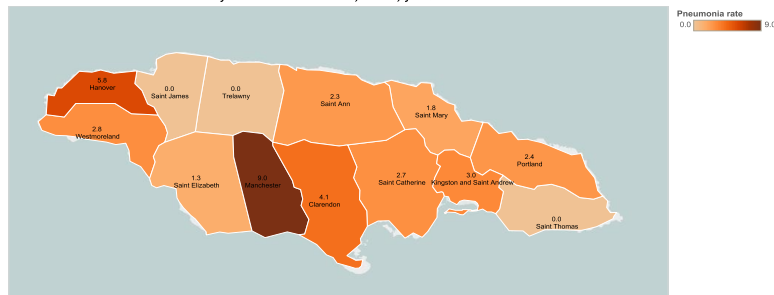 Pneumonia rate
0.0 9.0
5.8
Hanover
0.0
Saint James
0.0
Trelawny
2.3
Saint Ann
1.8
Saint Mary
2.8
Westmoreland
1.3
Saint Elizabeth
9.0
Manchester
4.1
Clarendon
2.7
Saint Catherine
3.0
Kingston and Saint Andrew
2.4
Portland
0.0
Saint Thomas